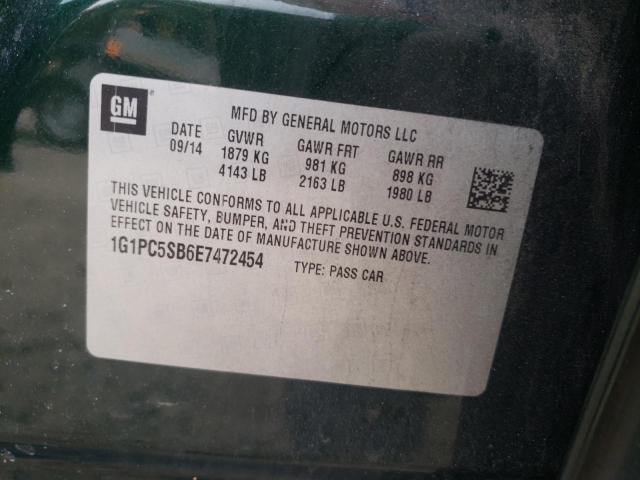 GM
MFD BY GENERAL MOTORS LLC
DATE GVWR GAWR FRT GAWR RR
09/14 1879 KG 981 KG 898 KG
4143 LB 2163 LB 1980 LB
THIS VEHICLE CONFORMS TO ALL APPLICABLE U.S. FEDERAL MOTOR
VEHICLE SAFETY, BUMPER, AND THEFT PREVENTION STANDARDS IN
EFFECT ON THE DATE OF MANUFACTURE SHOWN ABOVE.
1G1PC5SB6E7472454 TYPE: PASS CAR